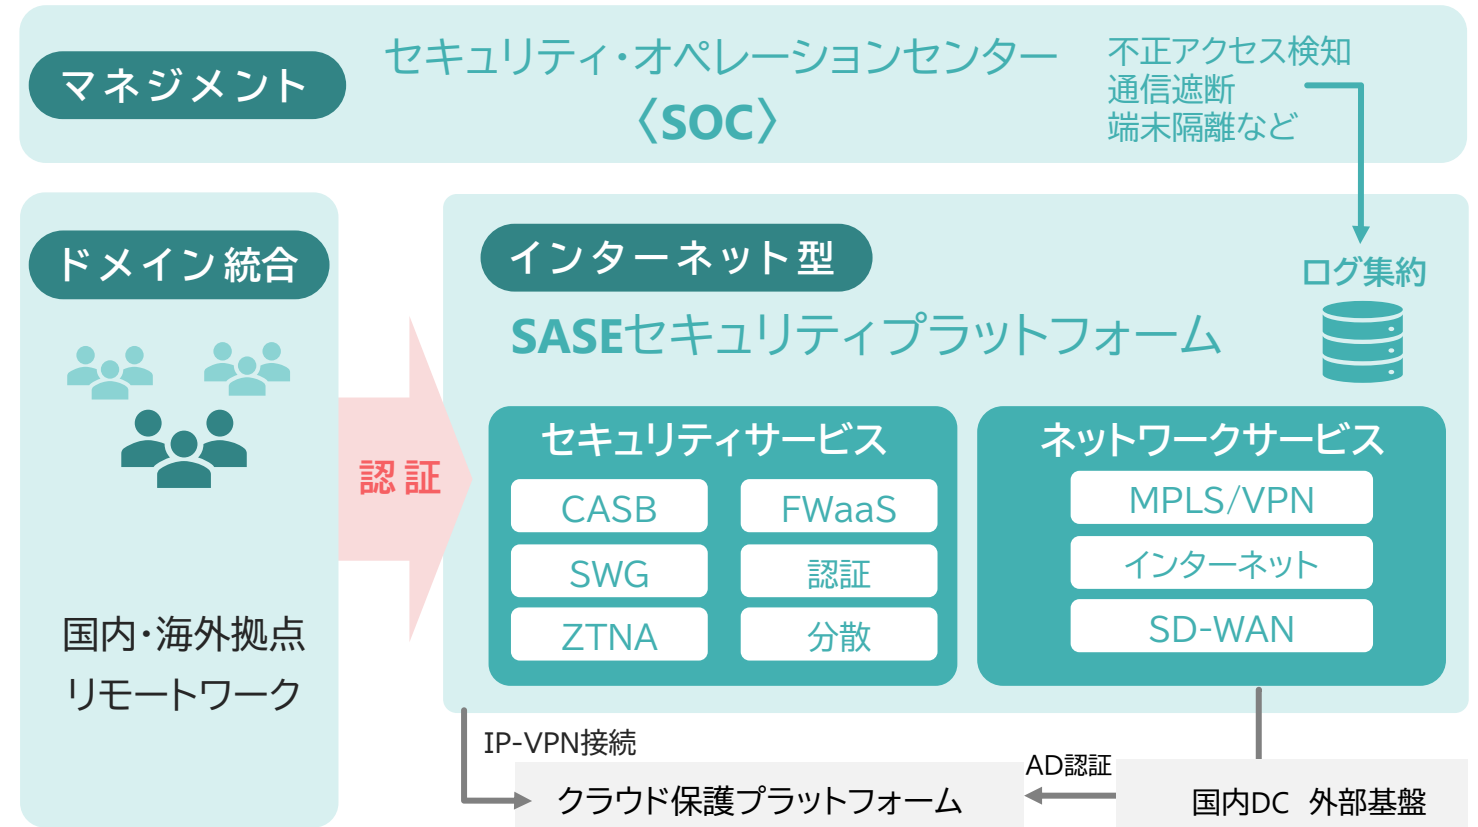 マネジメント
セキュリティ・オペレーションセンター
〈SOC〉
不正アクセス検知
通信遮断
端末隔離など
ドメイン統合
国内・海外拠点
リモートワーク
認証
インターネット型
SASEセキュリティプラットフォーム
ログ集約
セキュリティサービス
CASB
FWaaS
SWG
認証
ZTNA
分散
ネットワークサービス
MPLS/VPN
インターネット
SD-WAN
IP-VPN接続
クラウド保護プラットフォーム
AD認証
国内DC 外部基盤